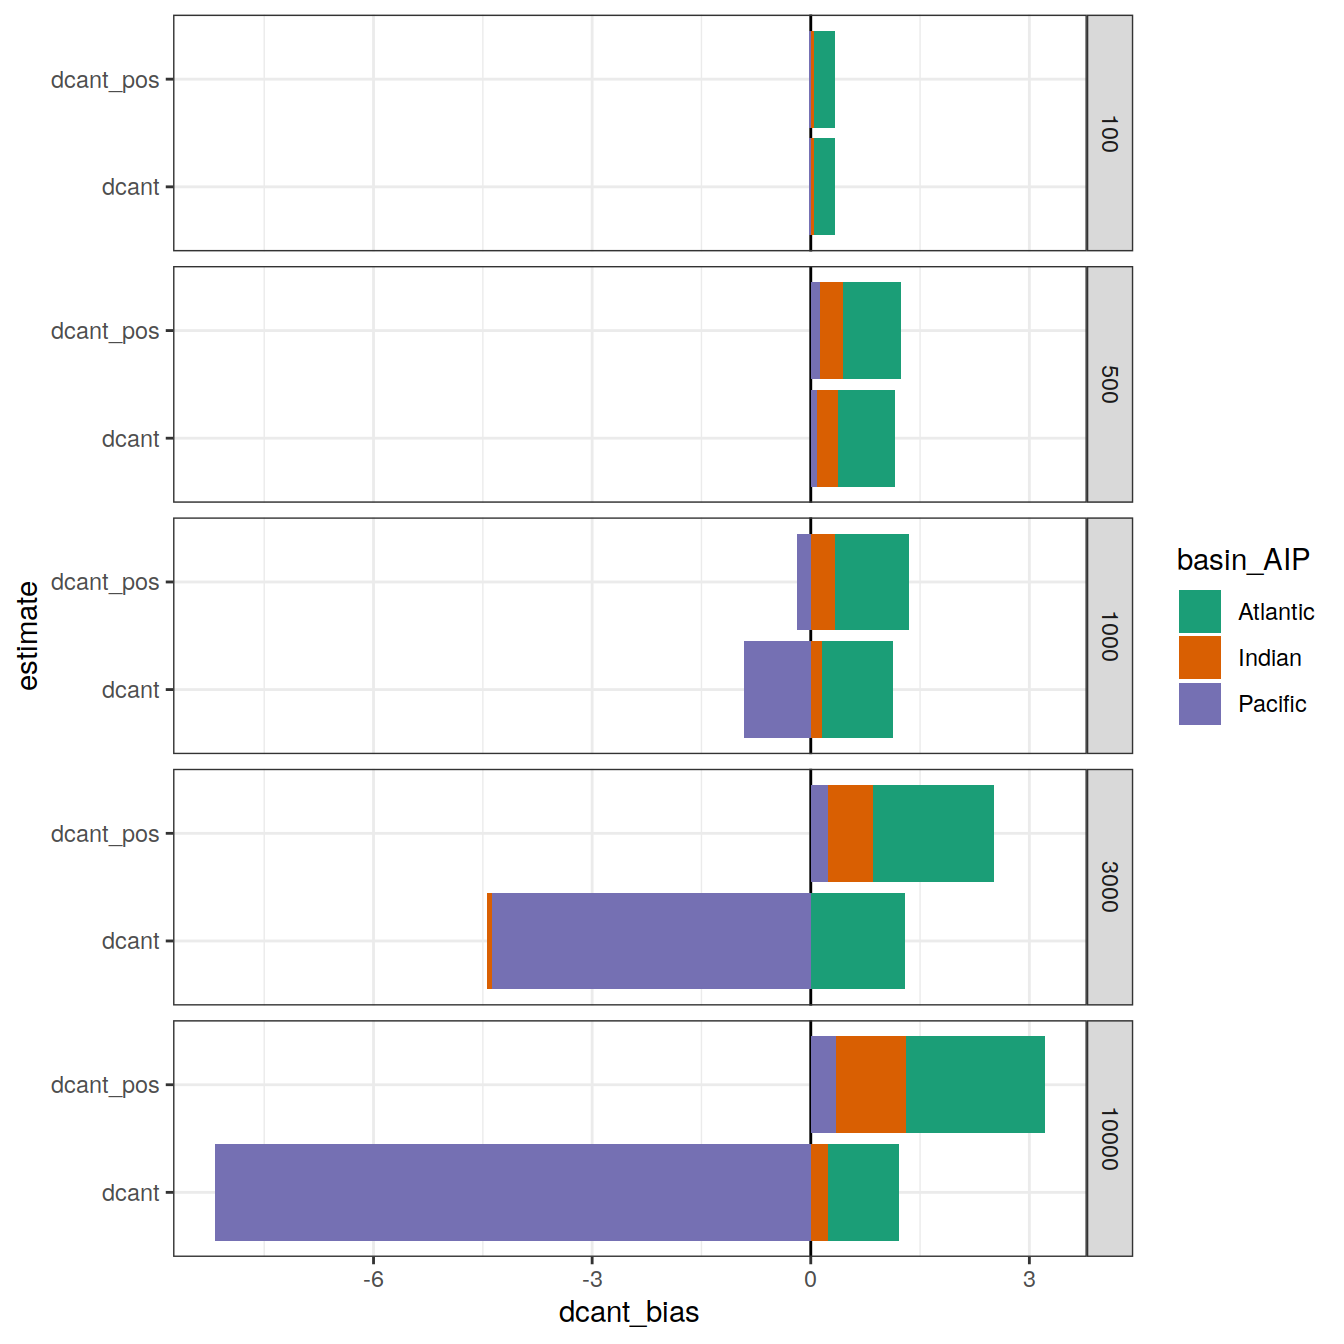 dcant_pos
dcant
100
dcant_pos
dcant
500
dcant_pos
dcant
1000
dcant_pos
dcant
3000
dcant_pos
dcant
10000
-6
-3
0
3
dcant_bias
estimate
basin_AIP
Atlantic
Indian
Pacific